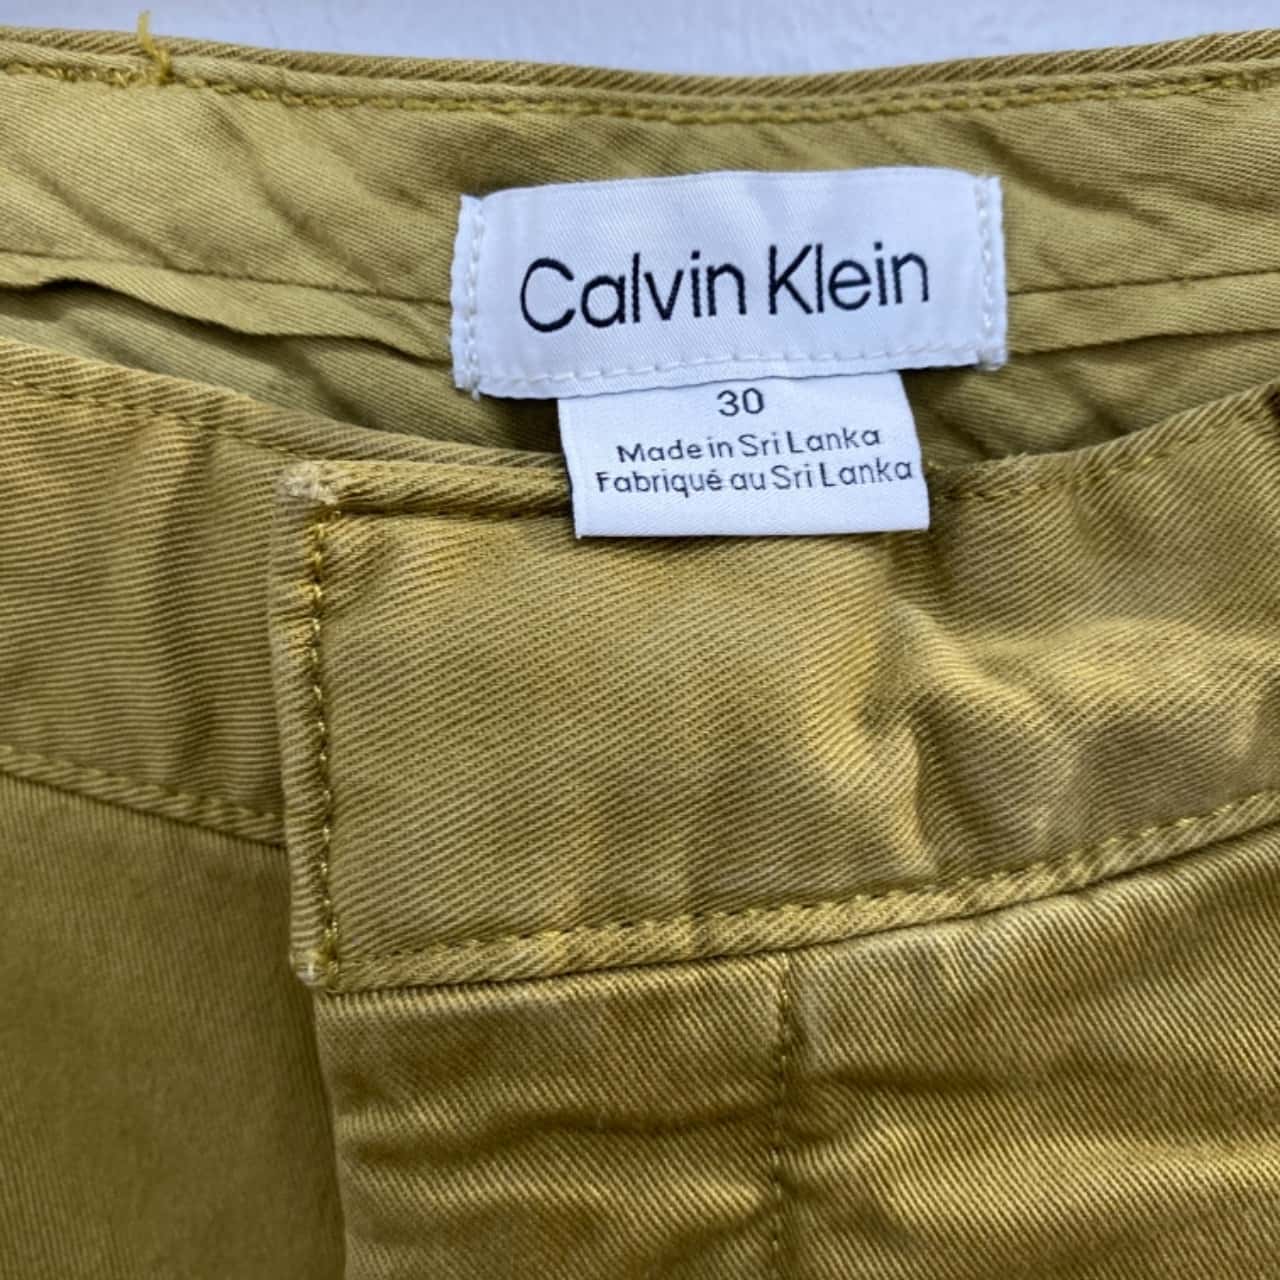 Calvin Klein
30
Made in Sri Lanka
Fabriqué au Sri Lanka